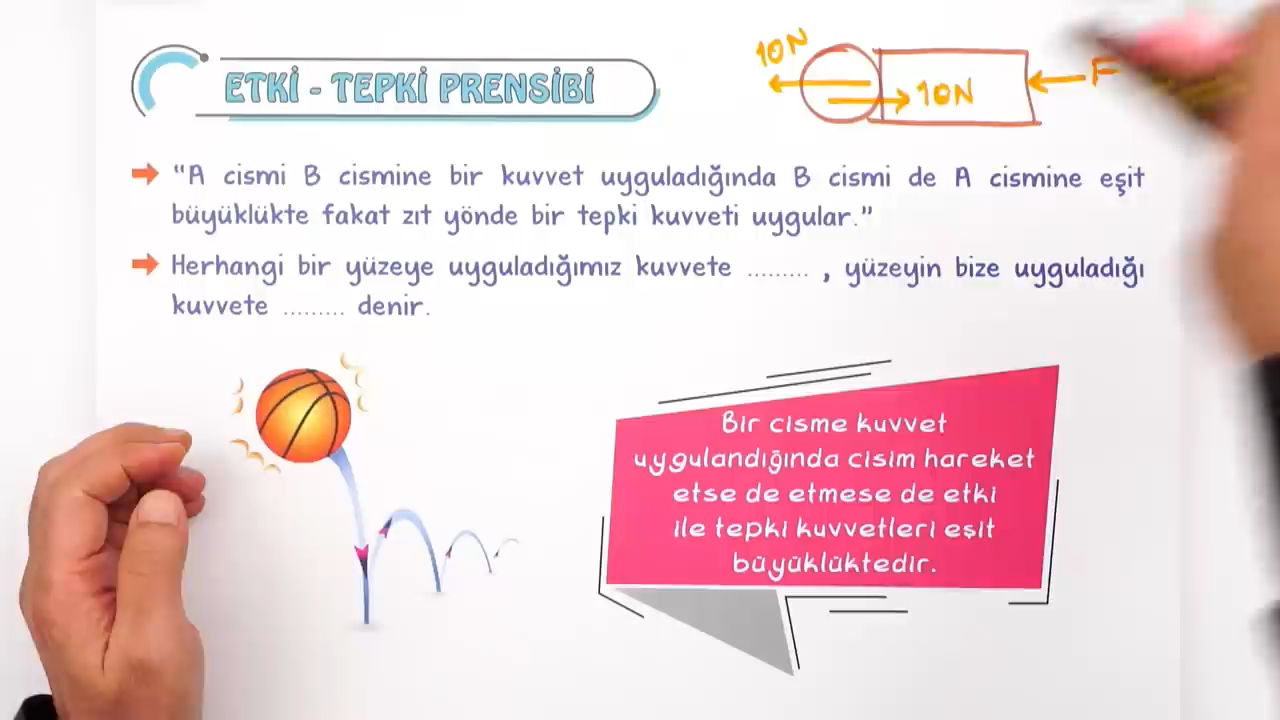 ETKİ - TEPKİ PRENSİBİ
10N
10N
F
"A cismi B cismine bir kuvvet uyguladığında B cismi de A cismine eşit
büyüklükte fakat zıt yönde bir tepki kuvveti uygular."
Herhangi bir yüzeye uyguladığımız kuvvete ......... , yüzeyin bize uyguladığı
kuvvete ......... denir.
Bir cisme kuvvet
uygulandığında cisim hareket
etse de etmese de etki
ile tepki kuvvetleri eşit
büyüklüktedir.